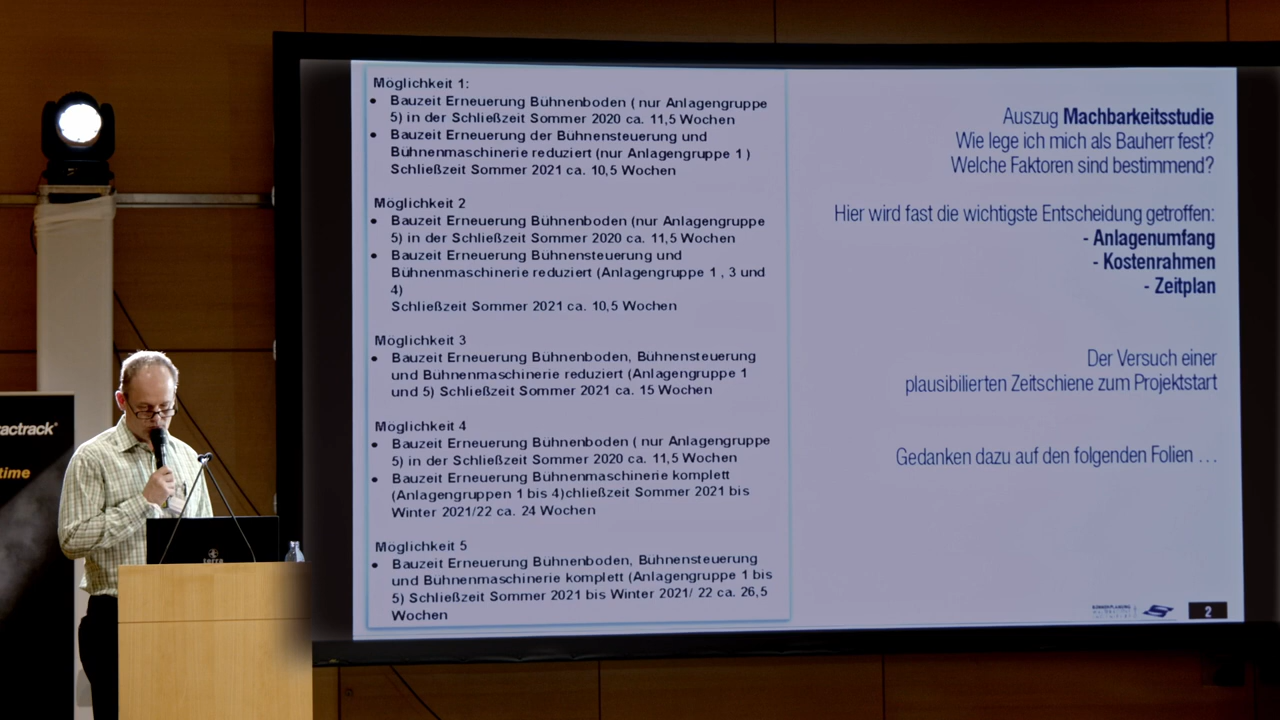 Möglichkeit 1:
• Bauzeit Erneuerung Bühnenboden ( nur Anlagengruppe
5) in der Schließzeit Sommer 2020 ca. 11,5 Wochen
• Bauzeit Erneuerung der Bühnensteuerung und
Bühnenmaschinerie reduziert (nur Anlagengruppe 1 )
Schließzeit Sommer 2021 ca. 10,5 Wochen
Möglichkeit 2
• Bauzeit Erneuerung Bühnenboden (nur Anlagengruppe
5) in der Schließzeit Sommer 2020 ca. 11,5 Wochen
• Bauzeit Erneuerung Bühnensteuerung und
Bühnenmaschinerie reduziert (Anlagengruppe 1 , 3 und
4)
Schließzeit Sommer 2021 ca. 10,5 Wochen
Möglichkeit 3
• Bauzeit Erneuerung Bühnenboden, Bühnensteuerung
und Bühnenmaschinerie reduziert (Anlagengruppe 1
und 5) Schließzeit Sommer 2021 ca. 15 Wochen
Möglichkeit 4
• Bauzeit Erneuerung Bühnenboden ( nur Anlagengruppe
5) in der Schließzeit Sommer 2020 ca. 11,5 Wochen
• Bauzeit Erneuerung Bühnenmaschinerie komplett
(Anlagengruppen 1 bis 4)chließzeit Sommer 2021 bis
Winter 2021/22 ca. 24 Wochen
Möglichkeit 5
• Bauzeit Erneuerung Bühnenboden, Bühnensteuerung
und Bühnenmaschinerie komplett (Anlagengruppe 1 bis
5) Schließzeit Sommer 2021 bis Winter 2021/ 22 ca. 26,5
Wochen
Auszug Machbarkeitsstudie
Wie lege ich mich als Bauherr fest?
Welche Faktoren sind bestimmend?
Hier wird fast die wichtigste Entscheidung getroffen:
- Anlagenumfang
- Kostenrahmen
- Zeitplan
Der Versuch einer
plausibilierten Zeitschiene zum Projektstart
Gedanken dazu auf den folgenden Folien …
2
actrack®
time
terra